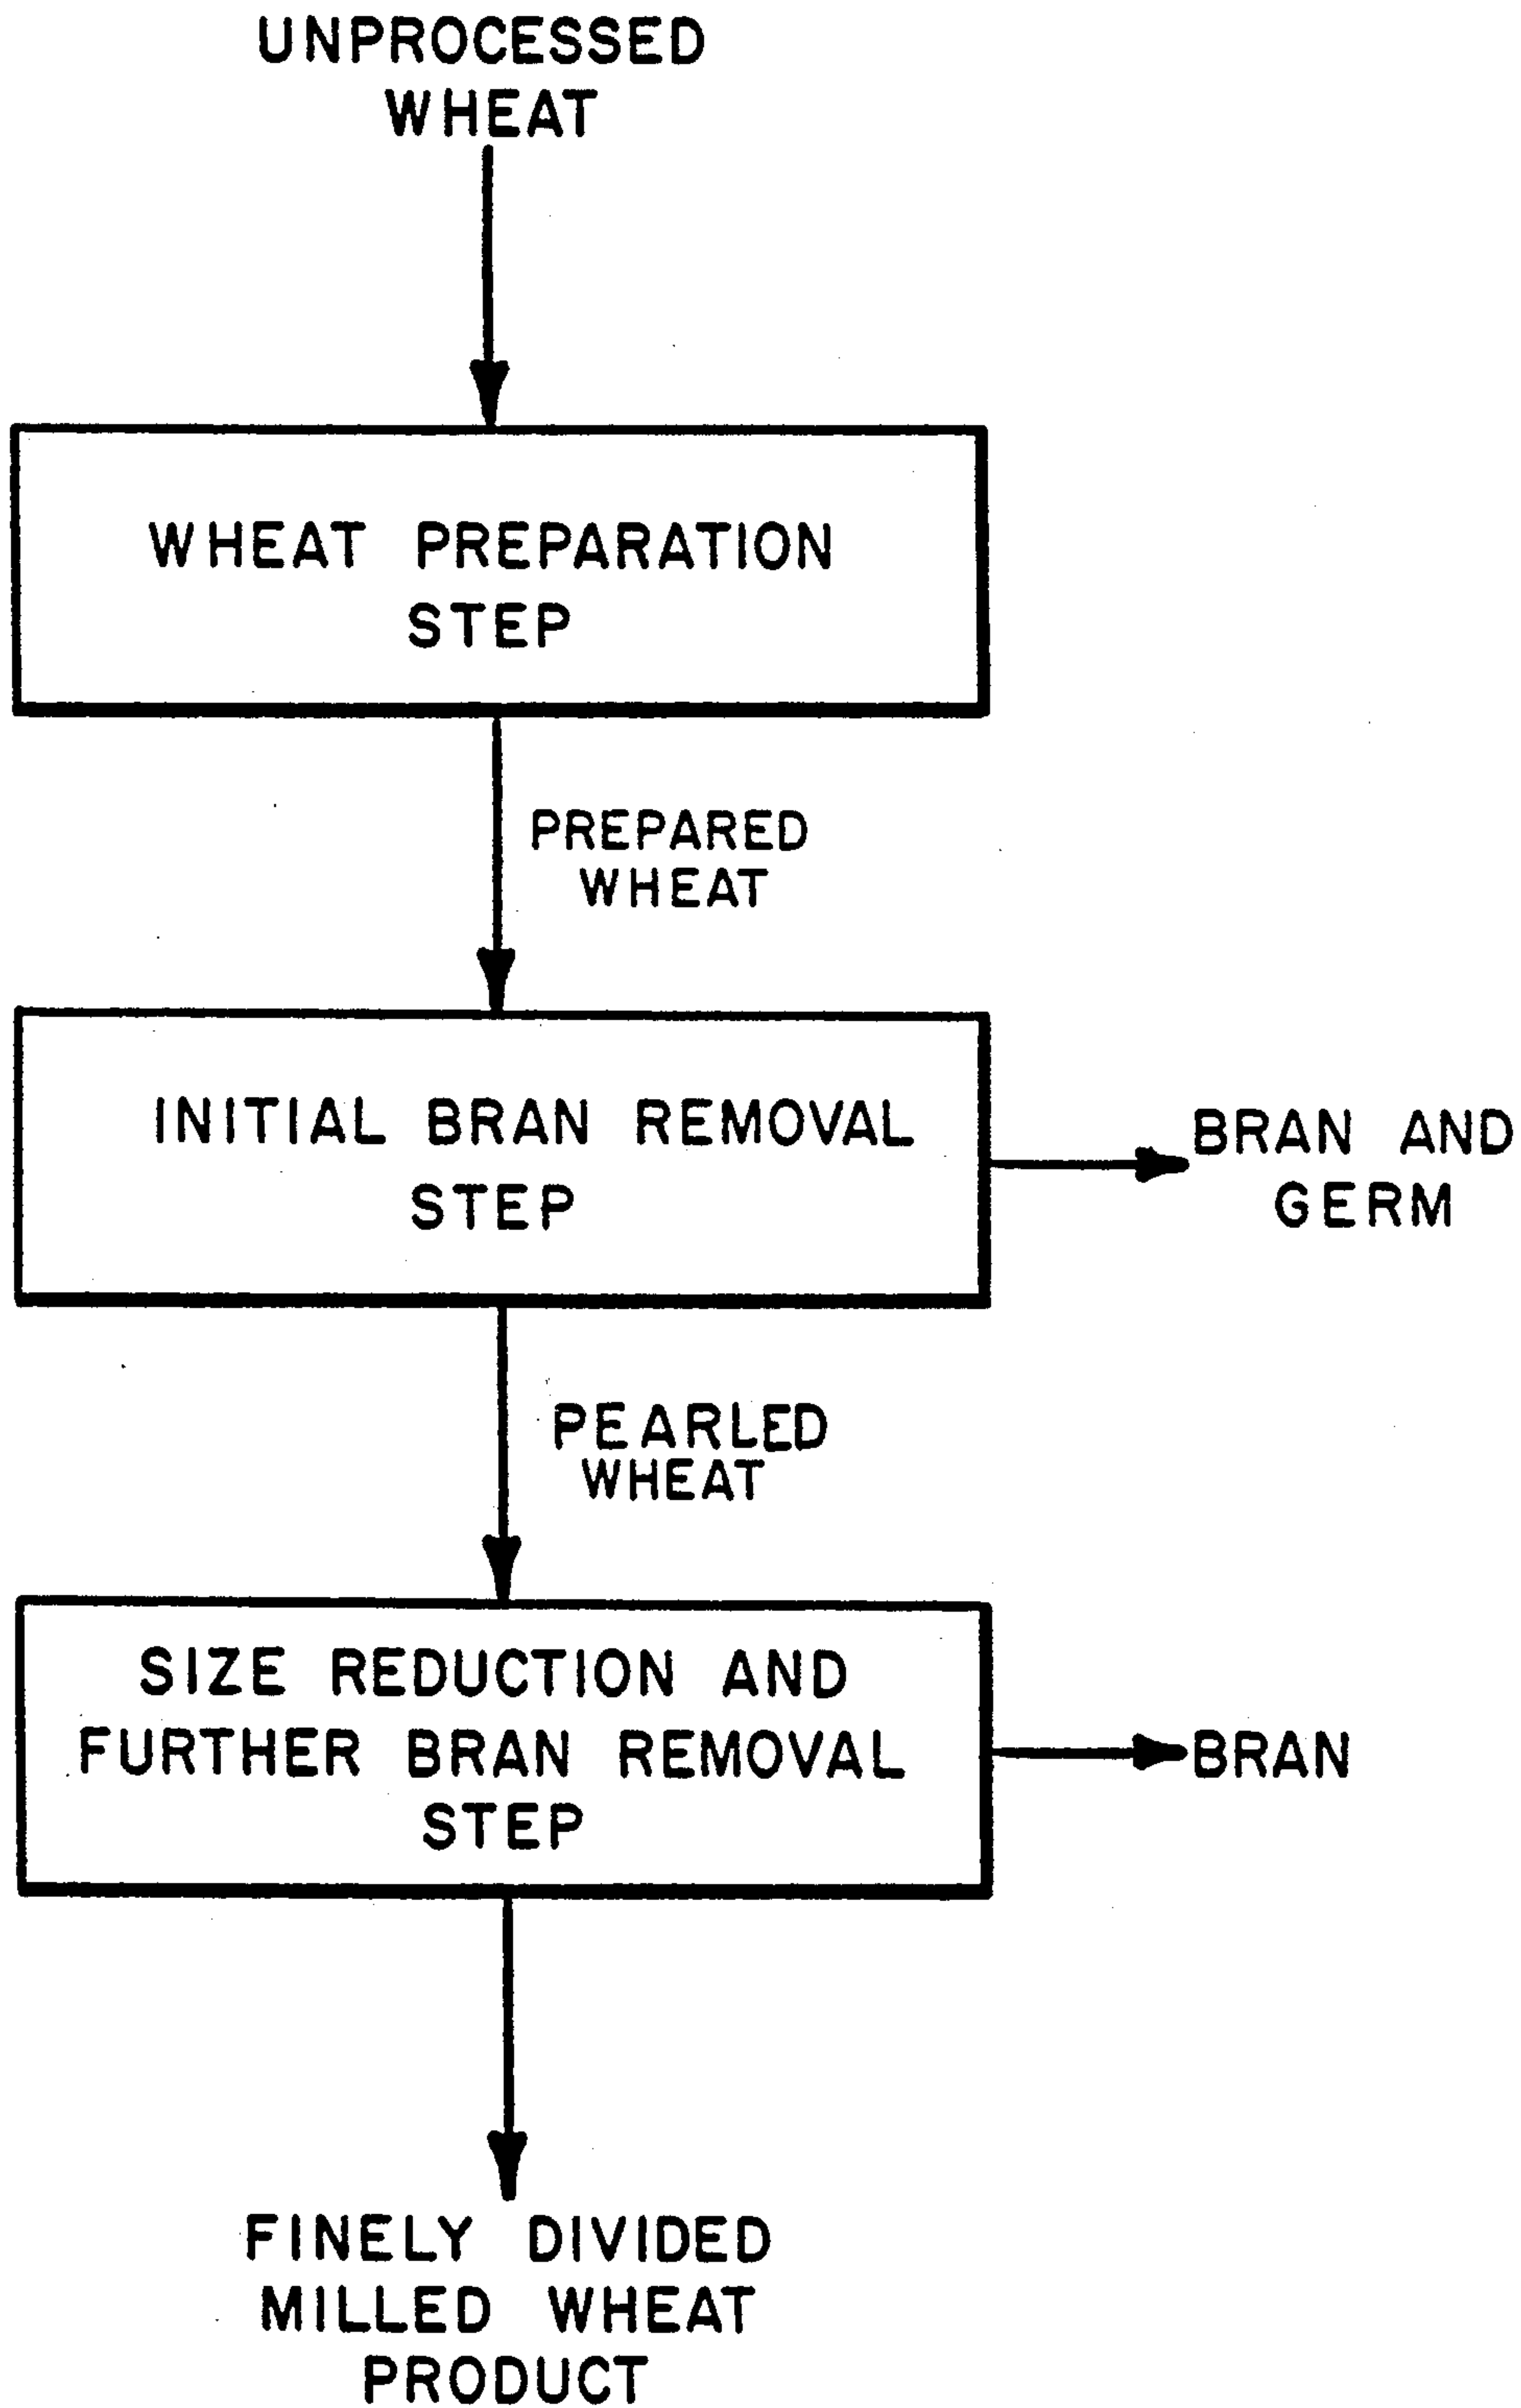 UNPROCESSED
WHEAT
WHEAT PREPARATION
STEP
PREPARED
WHEAT
INITIAL BRAN REMOVAL
STEP
BRAN AND
GERM
PEARLED
WHEAT
SIZE REDUCTION AND
FURTHER BRAN REMOVAL
STEP
BRAN
FINELY DIVIDED
MILLED WHEAT
PRODUCT